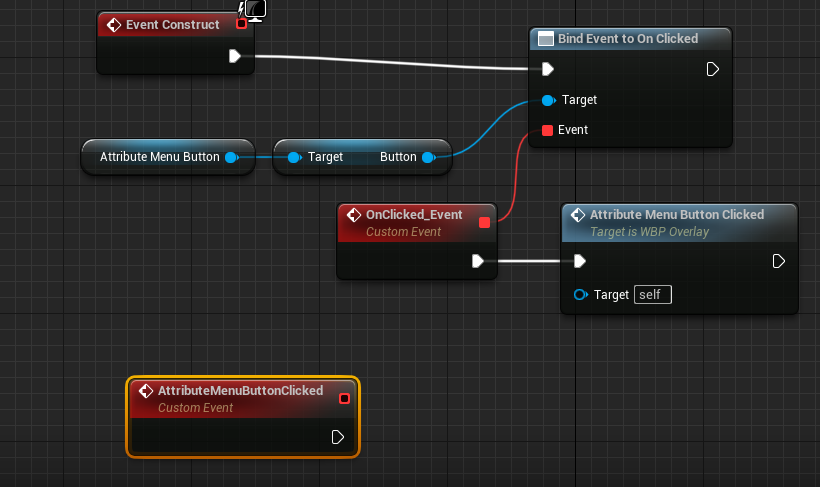 Event Construct
Bind Event to On Clicked
Target
Event
Attribute Menu Button
Target
Button
OnClicked_Event
Custom Event
Attribute Menu Button Clicked
Target is WBP Overlay
Target
self
AttributeMenuButtonClicked
Custom Event